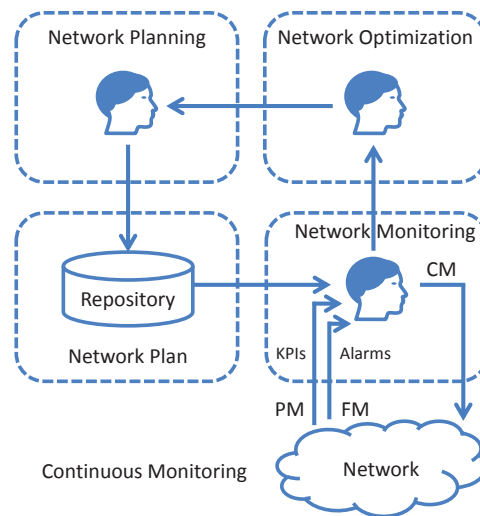 Network Planning
Network Optimization
Network Monitoring
CM
Repository
KPIs
Alarms
Network Plan
PM
FM
Continuous Monitoring
Network